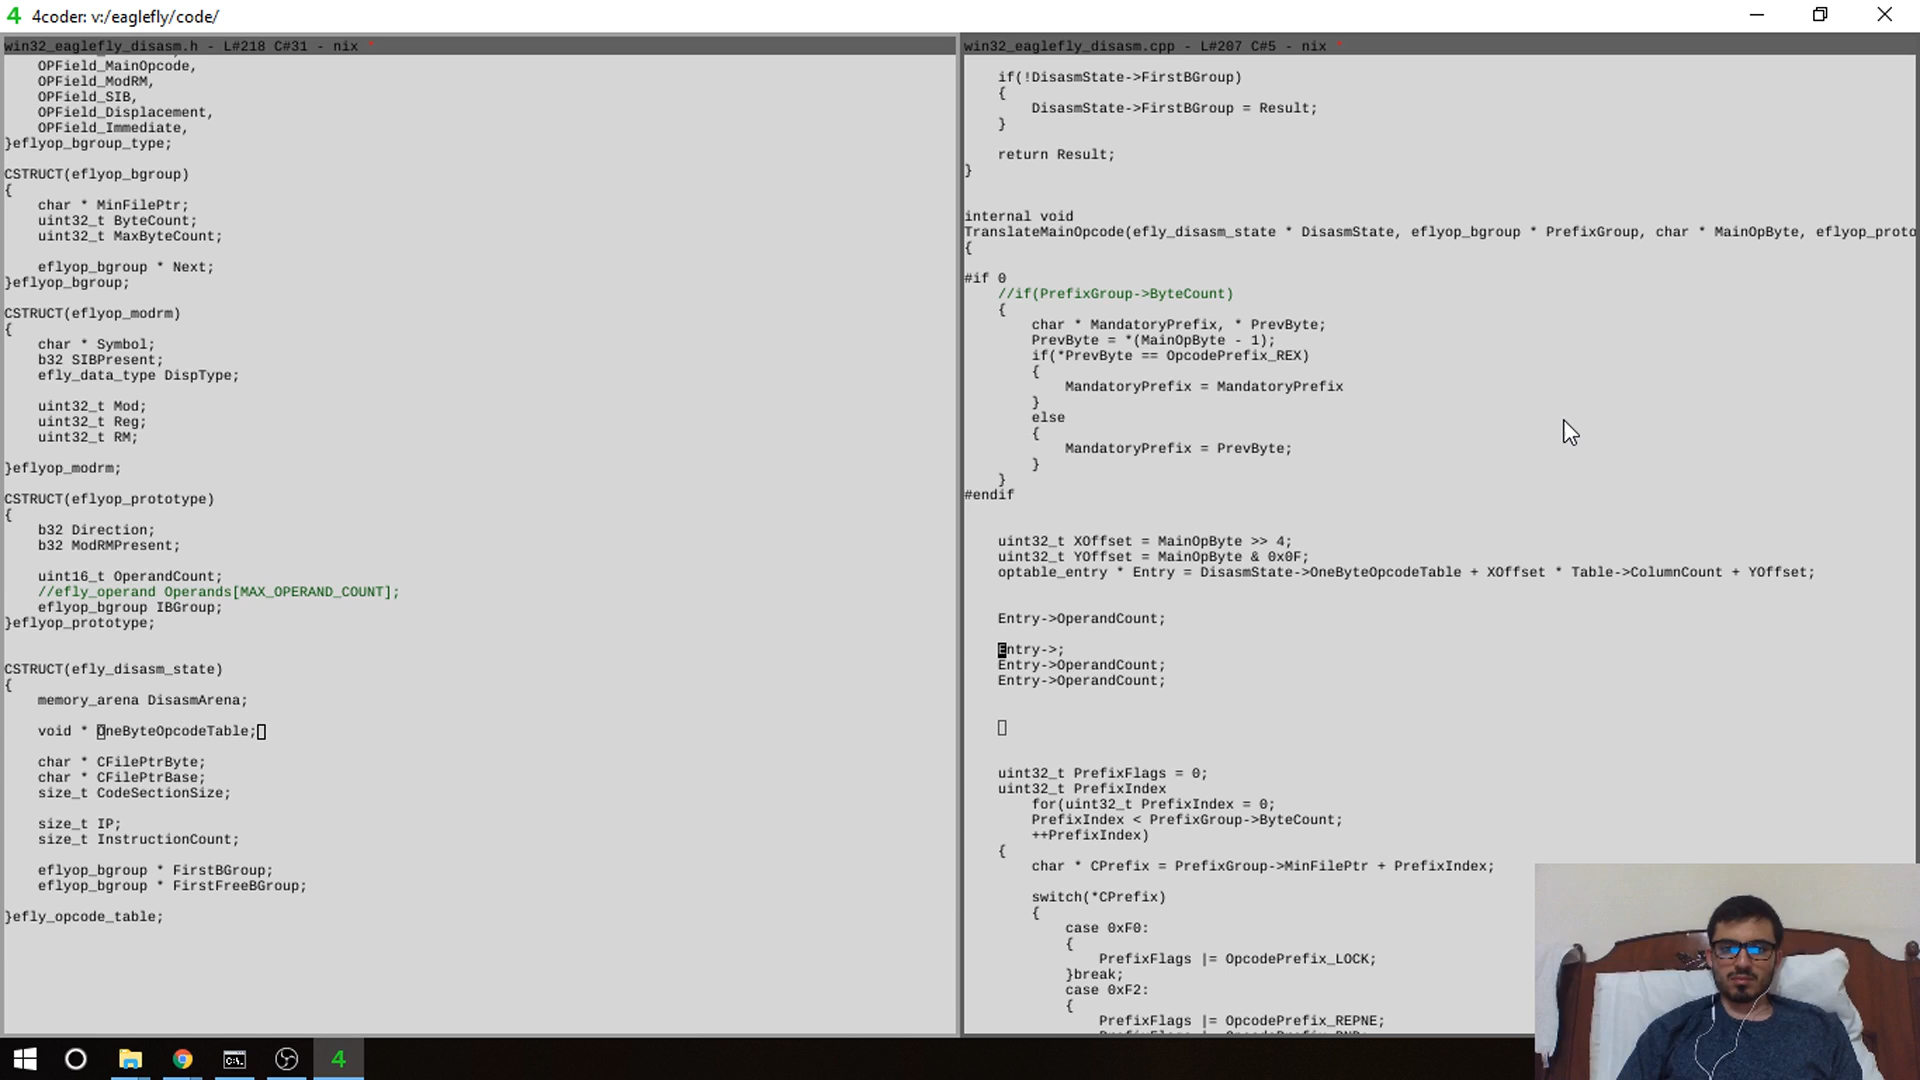 4 4coder: v:/eaglefly/code/
win32_eaglefly_disasm.h - L#218 C#31 - nix *
    OPField_MainOpcode,
    OPField_ModRM,
    OPField_SIB,
    OPField_Displacement,
    OPField_Immediate,
}eflyop_bgroup_type;
CSTRUCT(eflyop_bgroup)
{
    char * MinFilePtr;
    uint32_t ByteCount;
    uint32_t MaxByteCount;
    eflyop_bgroup * Next;
}eflyop_bgroup;
CSTRUCT(eflyop_modrm)
{
    char * Symbol;
    b32 SIBPresent;
    efly_data_type DispType;
    uint32_t Mod;
    uint32_t Reg;
    uint32_t RM;
}eflyop_modrm;
CSTRUCT(eflyop_prototype)
{
    b32 Direction;
    b32 ModRMPresent;
    uint16_t OperandCount;
    //efly_operand Operands[MAX_OPERAND_COUNT];
    eflyop_bgroup IBGroup;
}eflyop_prototype;
CSTRUCT(efly_disasm_state)
{
    memory_arena DisasmArena;
    void * OneByteOpcodeTable;
    char * CFilePtrByte;
    char * CFilePtrBase;
    size_t CodeSectionSize;
    size_t IP;
    size_t InstructionCount;
    eflyop_bgroup * FirstBGroup;
    eflyop_bgroup * FirstFreeBGroup;
}efly_opcode_table;
win32_eaglefly_disasm.cpp - L#207 C#5 - nix *
    if(!DisasmState->FirstBGroup)
    {
        DisasmState->FirstBGroup = Result;
    }
    return Result;
}
internal void
TranslateMainOpcode(efly_disasm_state * DisasmState, eflyop_bgroup * PrefixGroup, char * MainOpByte, eflyop_proto
{
#if 0
    //if(PrefixGroup->ByteCount)
    {
        char * MandatoryPrefix, * PrevByte;
        PrevByte = *(MainOpByte - 1);
        if(*PrevByte == OpcodePrefix_REX)
        {
            MandatoryPrefix = MandatoryPrefix
        }
        else
        {
            MandatoryPrefix = PrevByte;
        }
    }
#endif
    uint32_t XOffset = MainOpByte >> 4;
    uint32_t YOffset = MainOpByte & 0x0F;
    optable_entry * Entry = DisasmState->OneByteOpcodeTable + XOffset * Table->ColumnCount + YOffset;
    Entry->OperandCount;
    Entry->;
    Entry->OperandCount;
    Entry->OperandCount;
    uint32_t PrefixFlags = 0;
    uint32_t PrefixIndex
        for(uint32_t PrefixIndex = 0;
        PrefixIndex < PrefixGroup->ByteCount;
        ++PrefixIndex)
    {
        char * CPrefix = PrefixGroup->MinFilePtr + PrefixIndex;
        switch(*CPrefix)
        {
            case 0xF0:
            {
                PrefixFlags |= OpcodePrefix_LOCK;
            }break;
            case 0xF2:
            {
                PrefixFlags |= OpcodePrefix_REPNE;
4